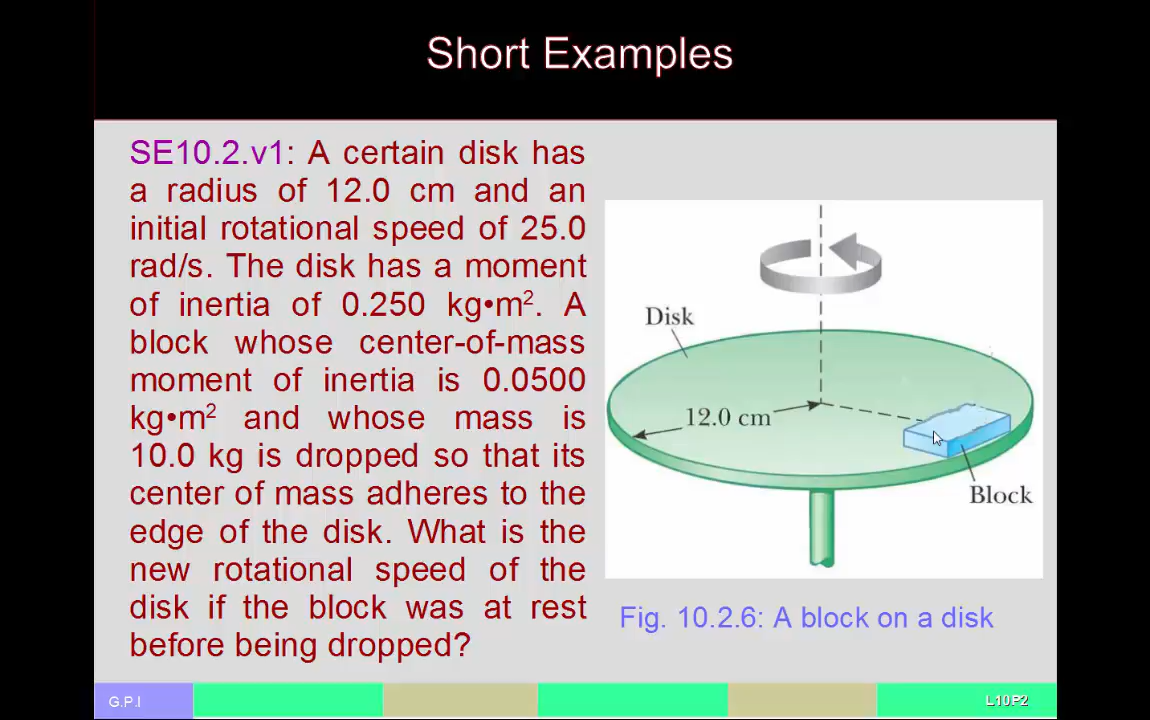 Short Examples
SE10.2.v1: A certain disk has
a radius of 12.0 cm and an
initial rotational speed of 25.0
rad/s. The disk has a moment
of inertia of 0.250 kg•m². A
block whose center-of-mass
moment of inertia is 0.0500
kg•m² and whose mass is
10.0 kg is dropped so that its
center of mass adheres to the
edge of the disk. What is the
new rotational speed of the
disk if the block was at rest
before being dropped?
Disk
12.0 cm
Block
Fig. 10.2.6: A block on a disk
G.P.I
L10P2